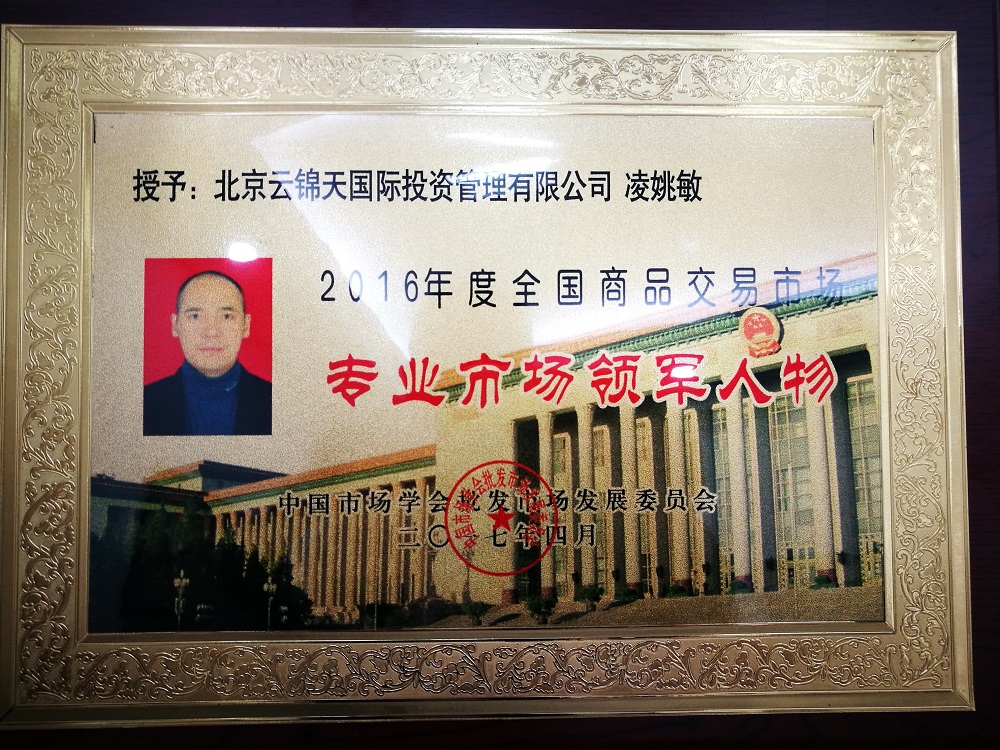 授予：北京云锦天国际投资管理有限公司 凌姚敏
2016年度全国商品交易市场
专业市场领军人物
中国市场学会批发市场发展委员会
二〇一七年四月